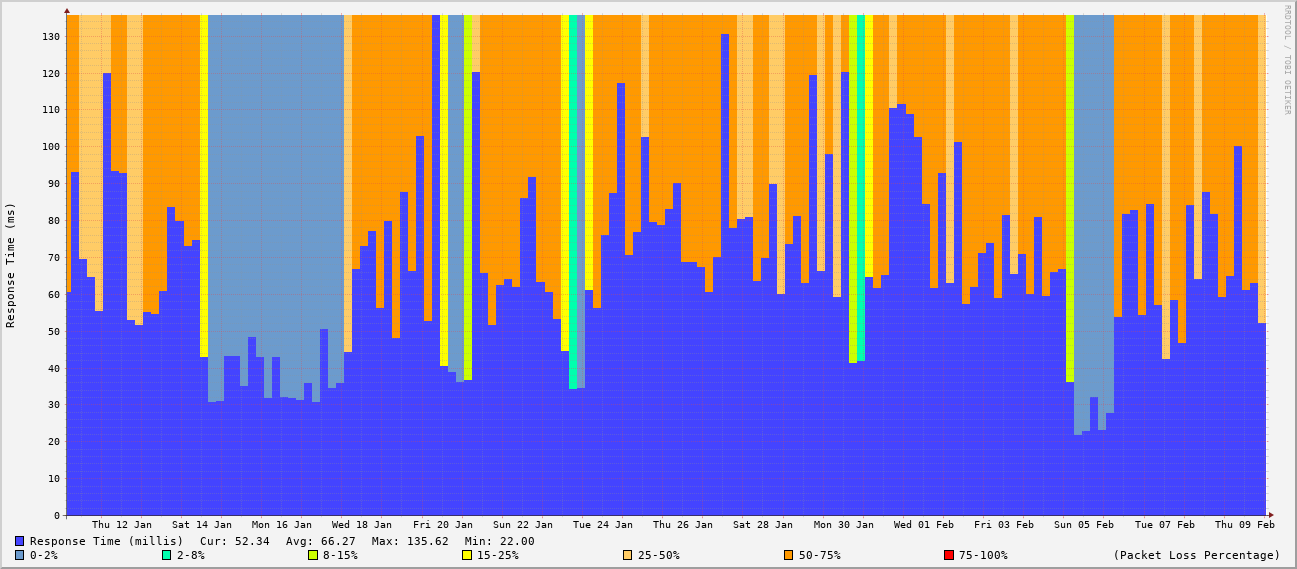 RRDTOOL / TOBI OETIKER
Response Time (ms)
130
120
110
100
90
80
70
60
50
40
30
20
10
0
Thu 12 Jan Sat 14 Jan Mon 16 Jan Wed 18 Jan Fri 20 Jan Sun 22 Jan Tue 24 Jan Thu 26 Jan Sat 28 Jan Mon 30 Jan Wed 01 Feb Fri 03 Feb Sun 05 Feb Tue 07 Feb Thu 09 Feb
Response Time (millis) Cur: 52.34 Avg: 66.27 Max: 135.62 Min: 22.00
0-2% 2-8% 8-15% 15-25% 25-50% 50-75% 75-100% (Packet Loss Percentage)